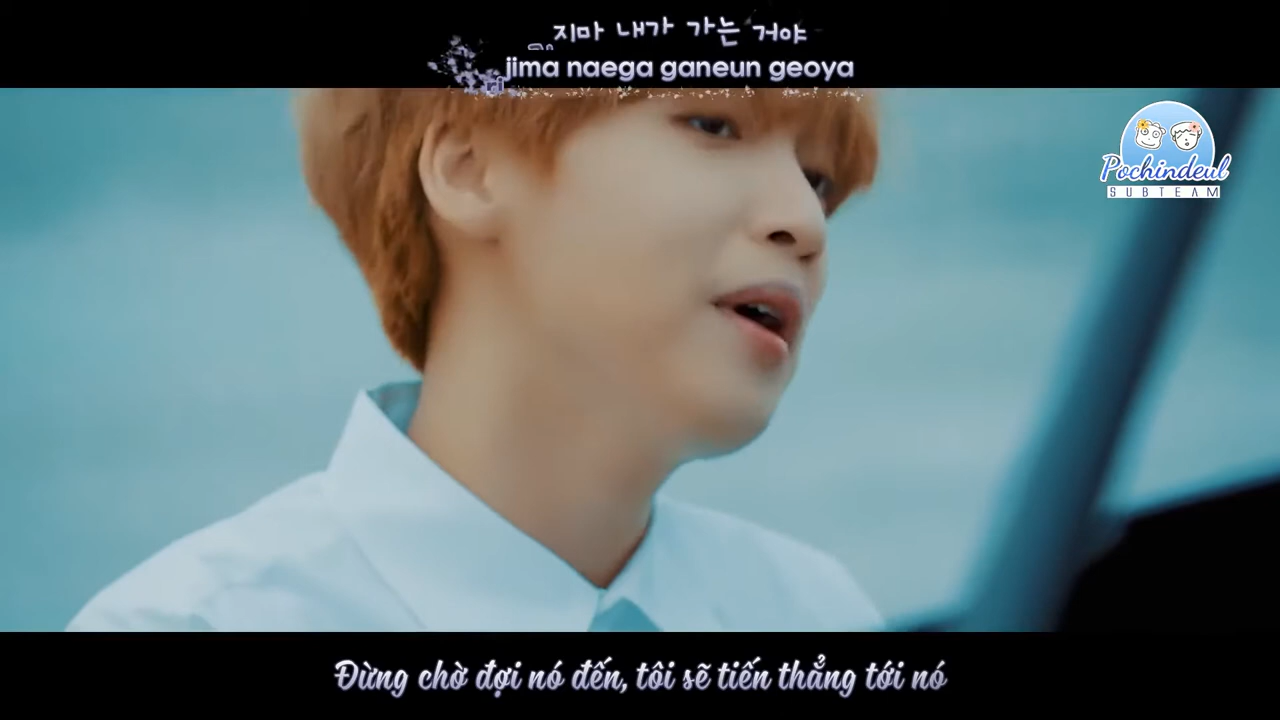 지마 내가 가는 거야
jima naega ganeun geoya
Pochindeul
SUBTEAM
Đừng chờ đợi nó đến, tôi sẽ tiến thẳng tới nó